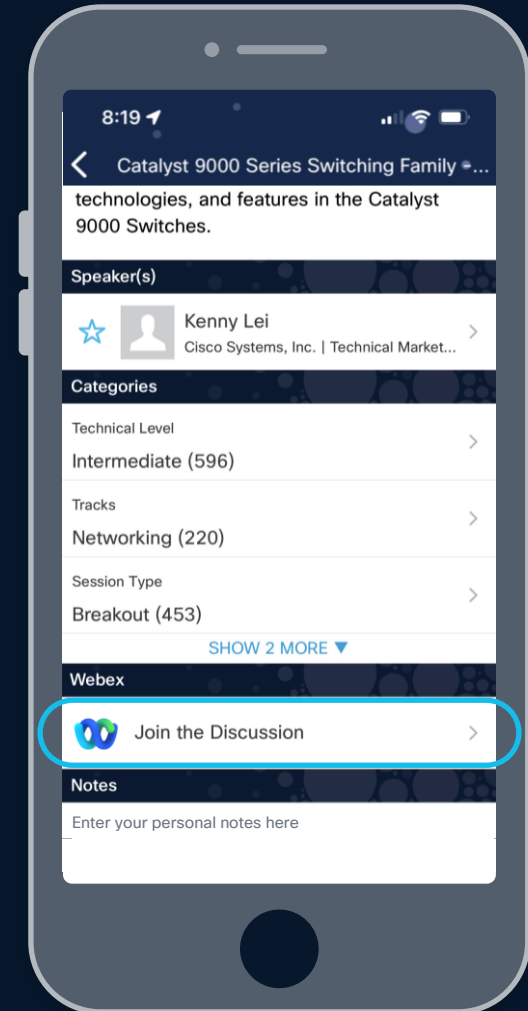 8:19
Catalyst 9000 Series Switching Family -...
technologies, and features in the Catalyst
9000 Switches.
Speaker(s)
Kenny Lei
Cisco Systems, Inc. | Technical Market...
Categories
Technical Level
Intermediate (596)
Tracks
Networking (220)
Session Type
Breakout (453)
SHOW 2 MORE ▼
Webex
Join the Discussion
Notes
Enter your personal notes here